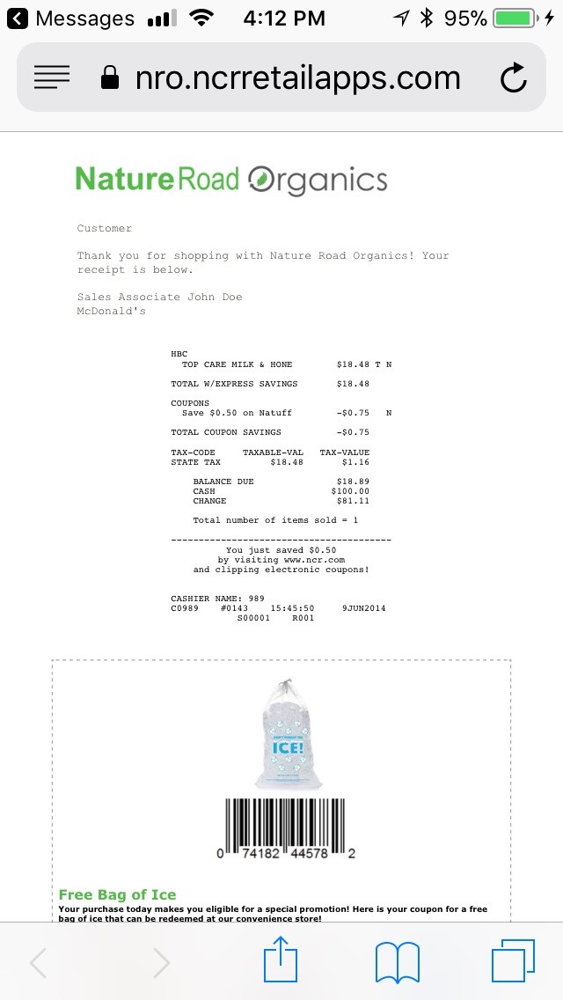 Messages 4:12 PM 95%
nro.ncrretailapps.com
NatureRoad Organics
Customer
Thank you for shopping with Nature Road Organics! Your
receipt is below.
Sales Associate John Doe
McDonald's
HBC
TOP CARE MILK & HONE $18.48 T N
TOTAL W/EXPRESS SAVINGS $18.48
COUPONS
Save $0.50 on Natuff -$0.75 N
TOTAL COUPON SAVINGS -$0.75
TAX-CODE TAXABLE-VAL TAX-VALUE
STATE TAX $18.48 $1.16
BALANCE DUE $18.89
CASH $100.00
CHANGE $81.11
Total number of items sold = 1
----------------------------------------
You just saved $0.50
by visiting www.ncr.com
and clipping electronic coupons!
CASHIER NAME: 989
C0989 #0143 15:45:50 9JUN2014
S00001 R001
ICE!
0 74182 44578 2
Free Bag of Ice
Your purchase today makes you eligible for a special promotion! Here is your coupon for a free
bag of ice that can be redeemed at our convenience store!